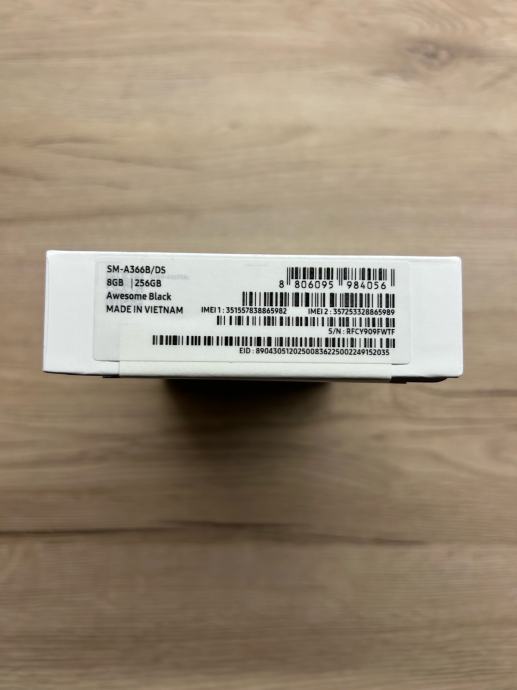 SM-A366B/DS
8GB | 256GB
Awesome Black
MADE IN VIETNAM
8 806095 984056
IMEI 1 : 351557838865982 IMEI 2 : 357253328865989
S/N : RFCY909FWTF
EID : 89043051202500836225002249152035